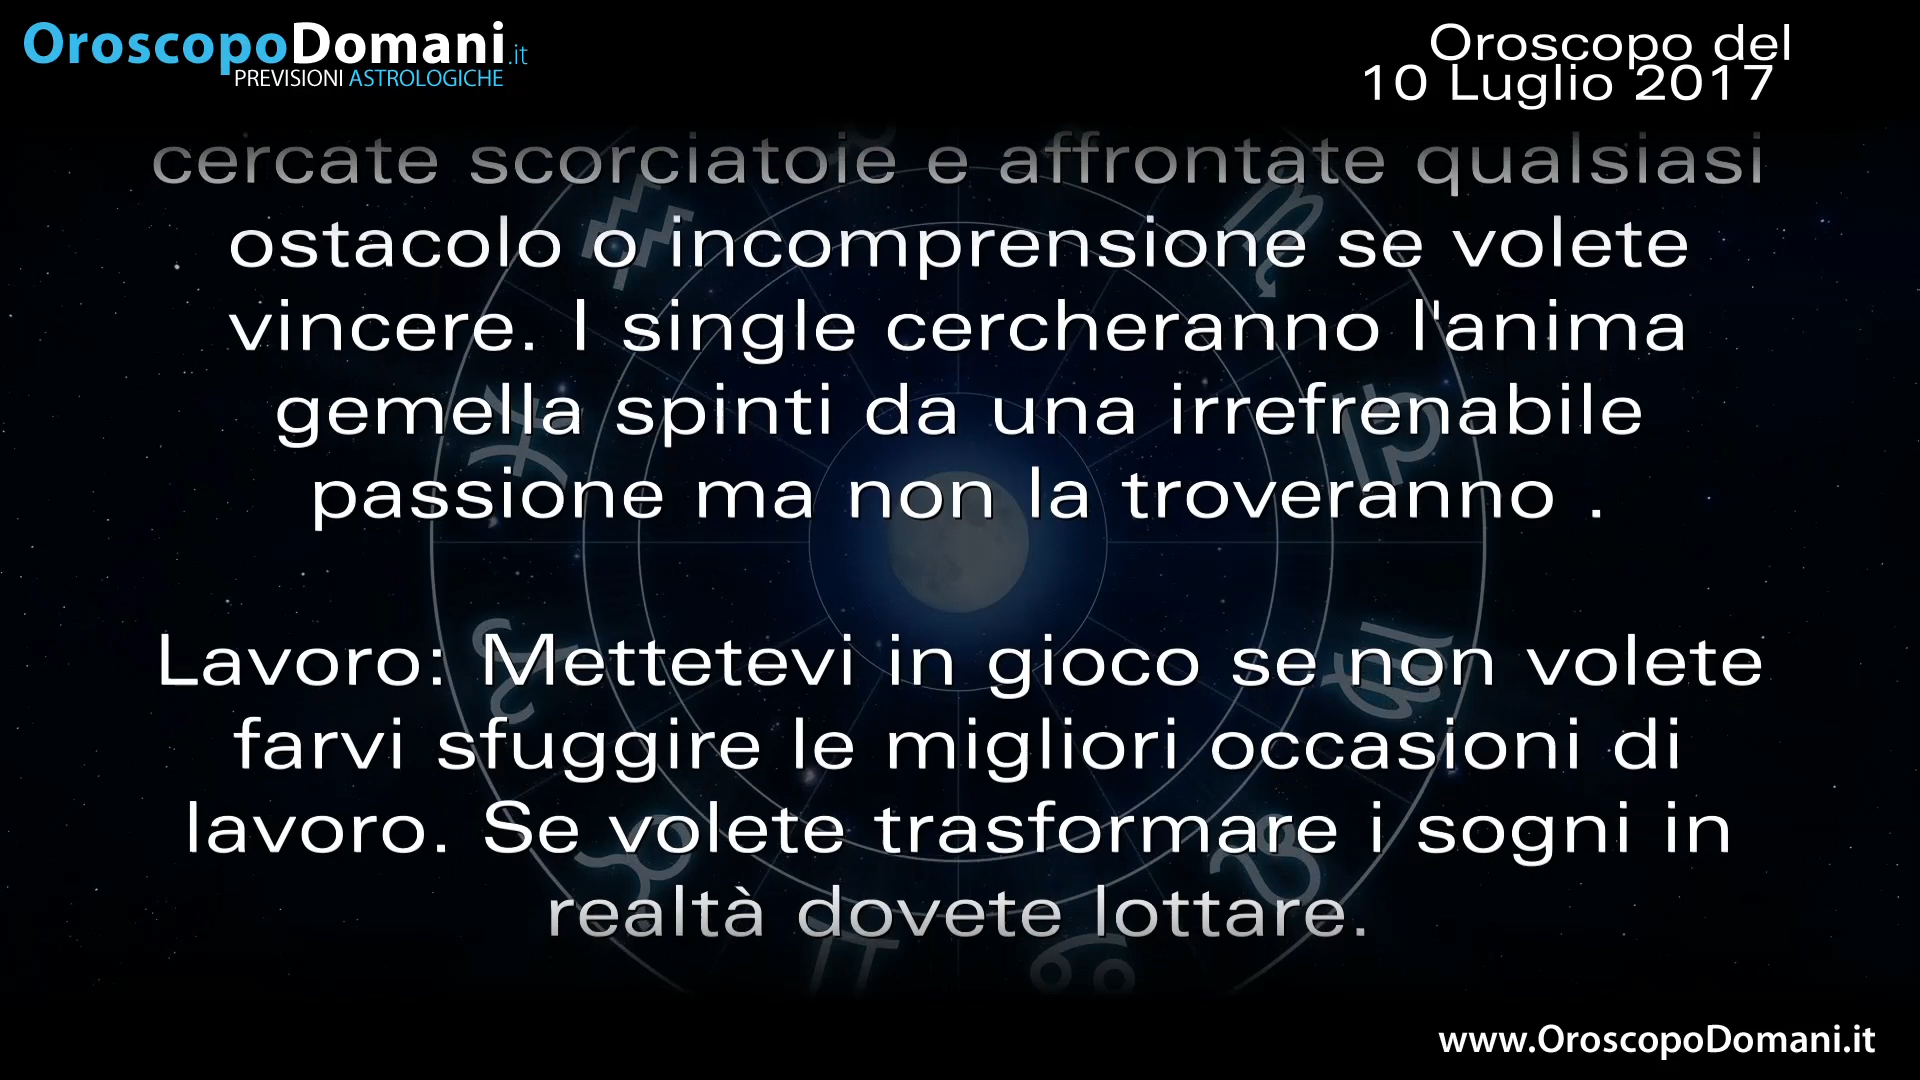 OroscopoDomani.it
PREVISIONI ASTROLOGICHE
Oroscopo del
10 Luglio 2017
cercate scorciatoie e affrontate qualsiasi
ostacolo o incomprensione se volete
vincere. I single cercheranno l'anima
gemella spinti da una irrefrenabile
passione ma non la troveranno .
Lavoro: Mettetevi in gioco se non volete
farvi sfuggire le migliori occasioni di
lavoro. Se volete trasformare i sogni in
realtà dovete lottare.
www.OroscopoDomani.it